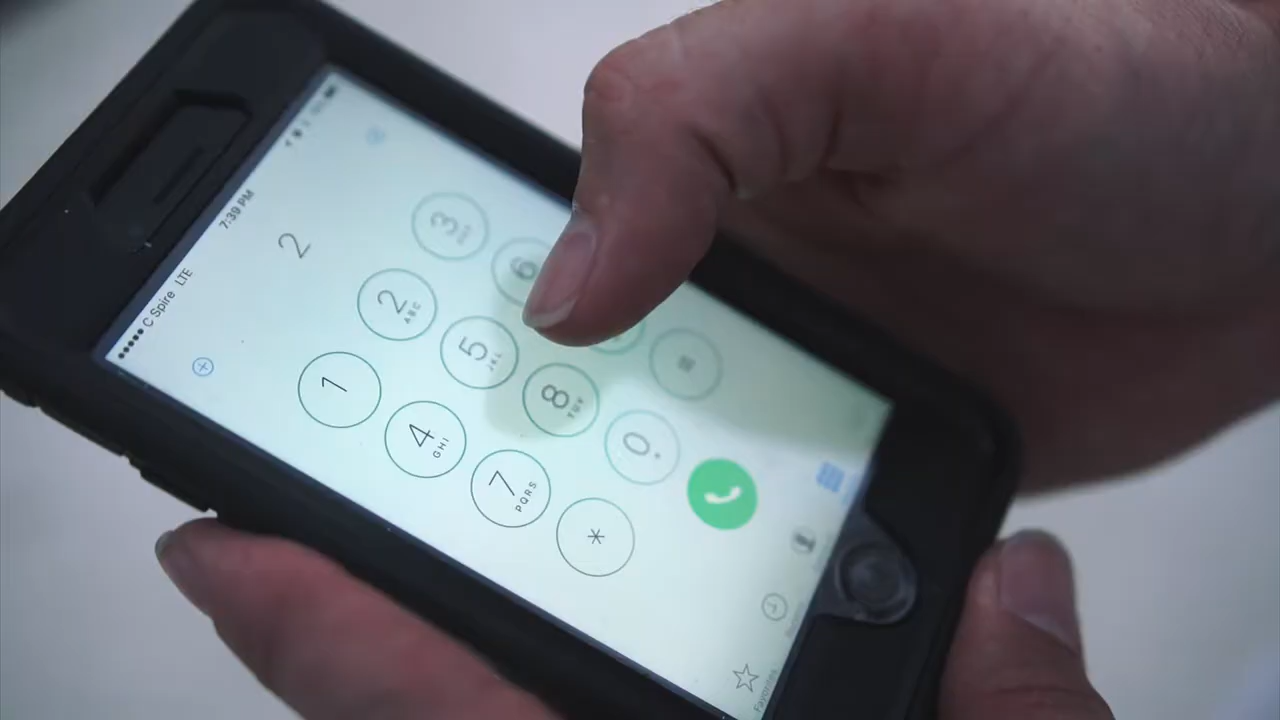 ●●●●● C Spire LTE 7:39 PM
2
1 2 ABC 3
4 GHI 5 JKL 6
7 PQRS 8 TUV
* 0 #
Favorites